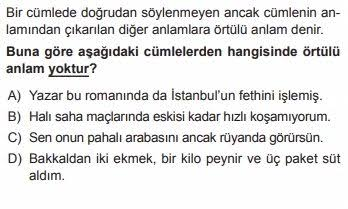 Bir cümlede doğrudan söylenmeyen ancak cümlenin an-
lamından çıkarılan diğer anlamlara örtülü anlam denir.
Buna göre aşağıdaki cümlelerden hangisinde örtülü
anlam yoktur?
A) Yazar bu romanında da İstanbul'un fethini işlemiş.
B) Halı saha maçlarında eskisi kadar hızlı koşamıyorum.
C) Sen onun pahalı arabasını ancak rüyanda görürsün.
D) Bakkaldan iki ekmek, bir kilo peynir ve üç paket süt
aldım.